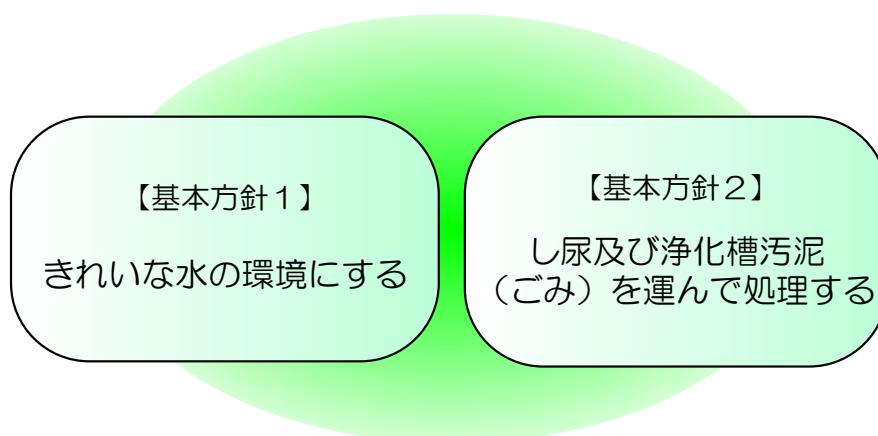 【基本方針１】
きれいな水の環境にする
【基本方針２】
し尿及び浄化槽汚泥
（ごみ）を運んで処理する